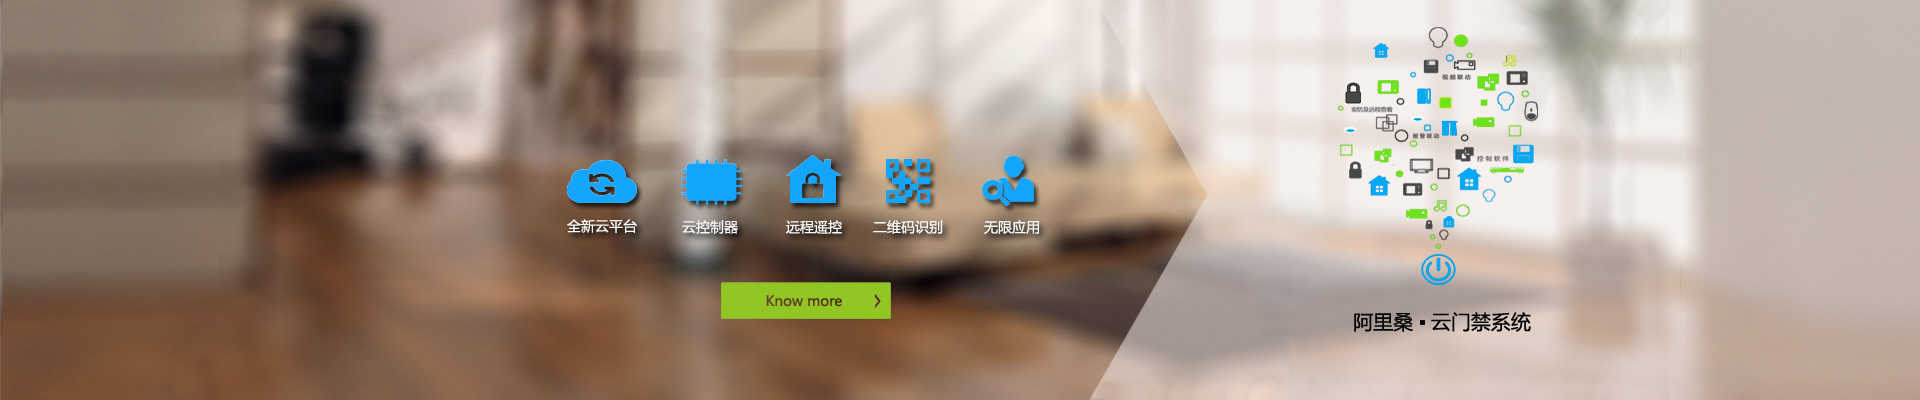 全新云平台
云控制器
远程遥控
二维码识别
无限应用
Know more
视频联动
安防及远程查看
报警联动
控制软件
阿里桑·云门禁系统